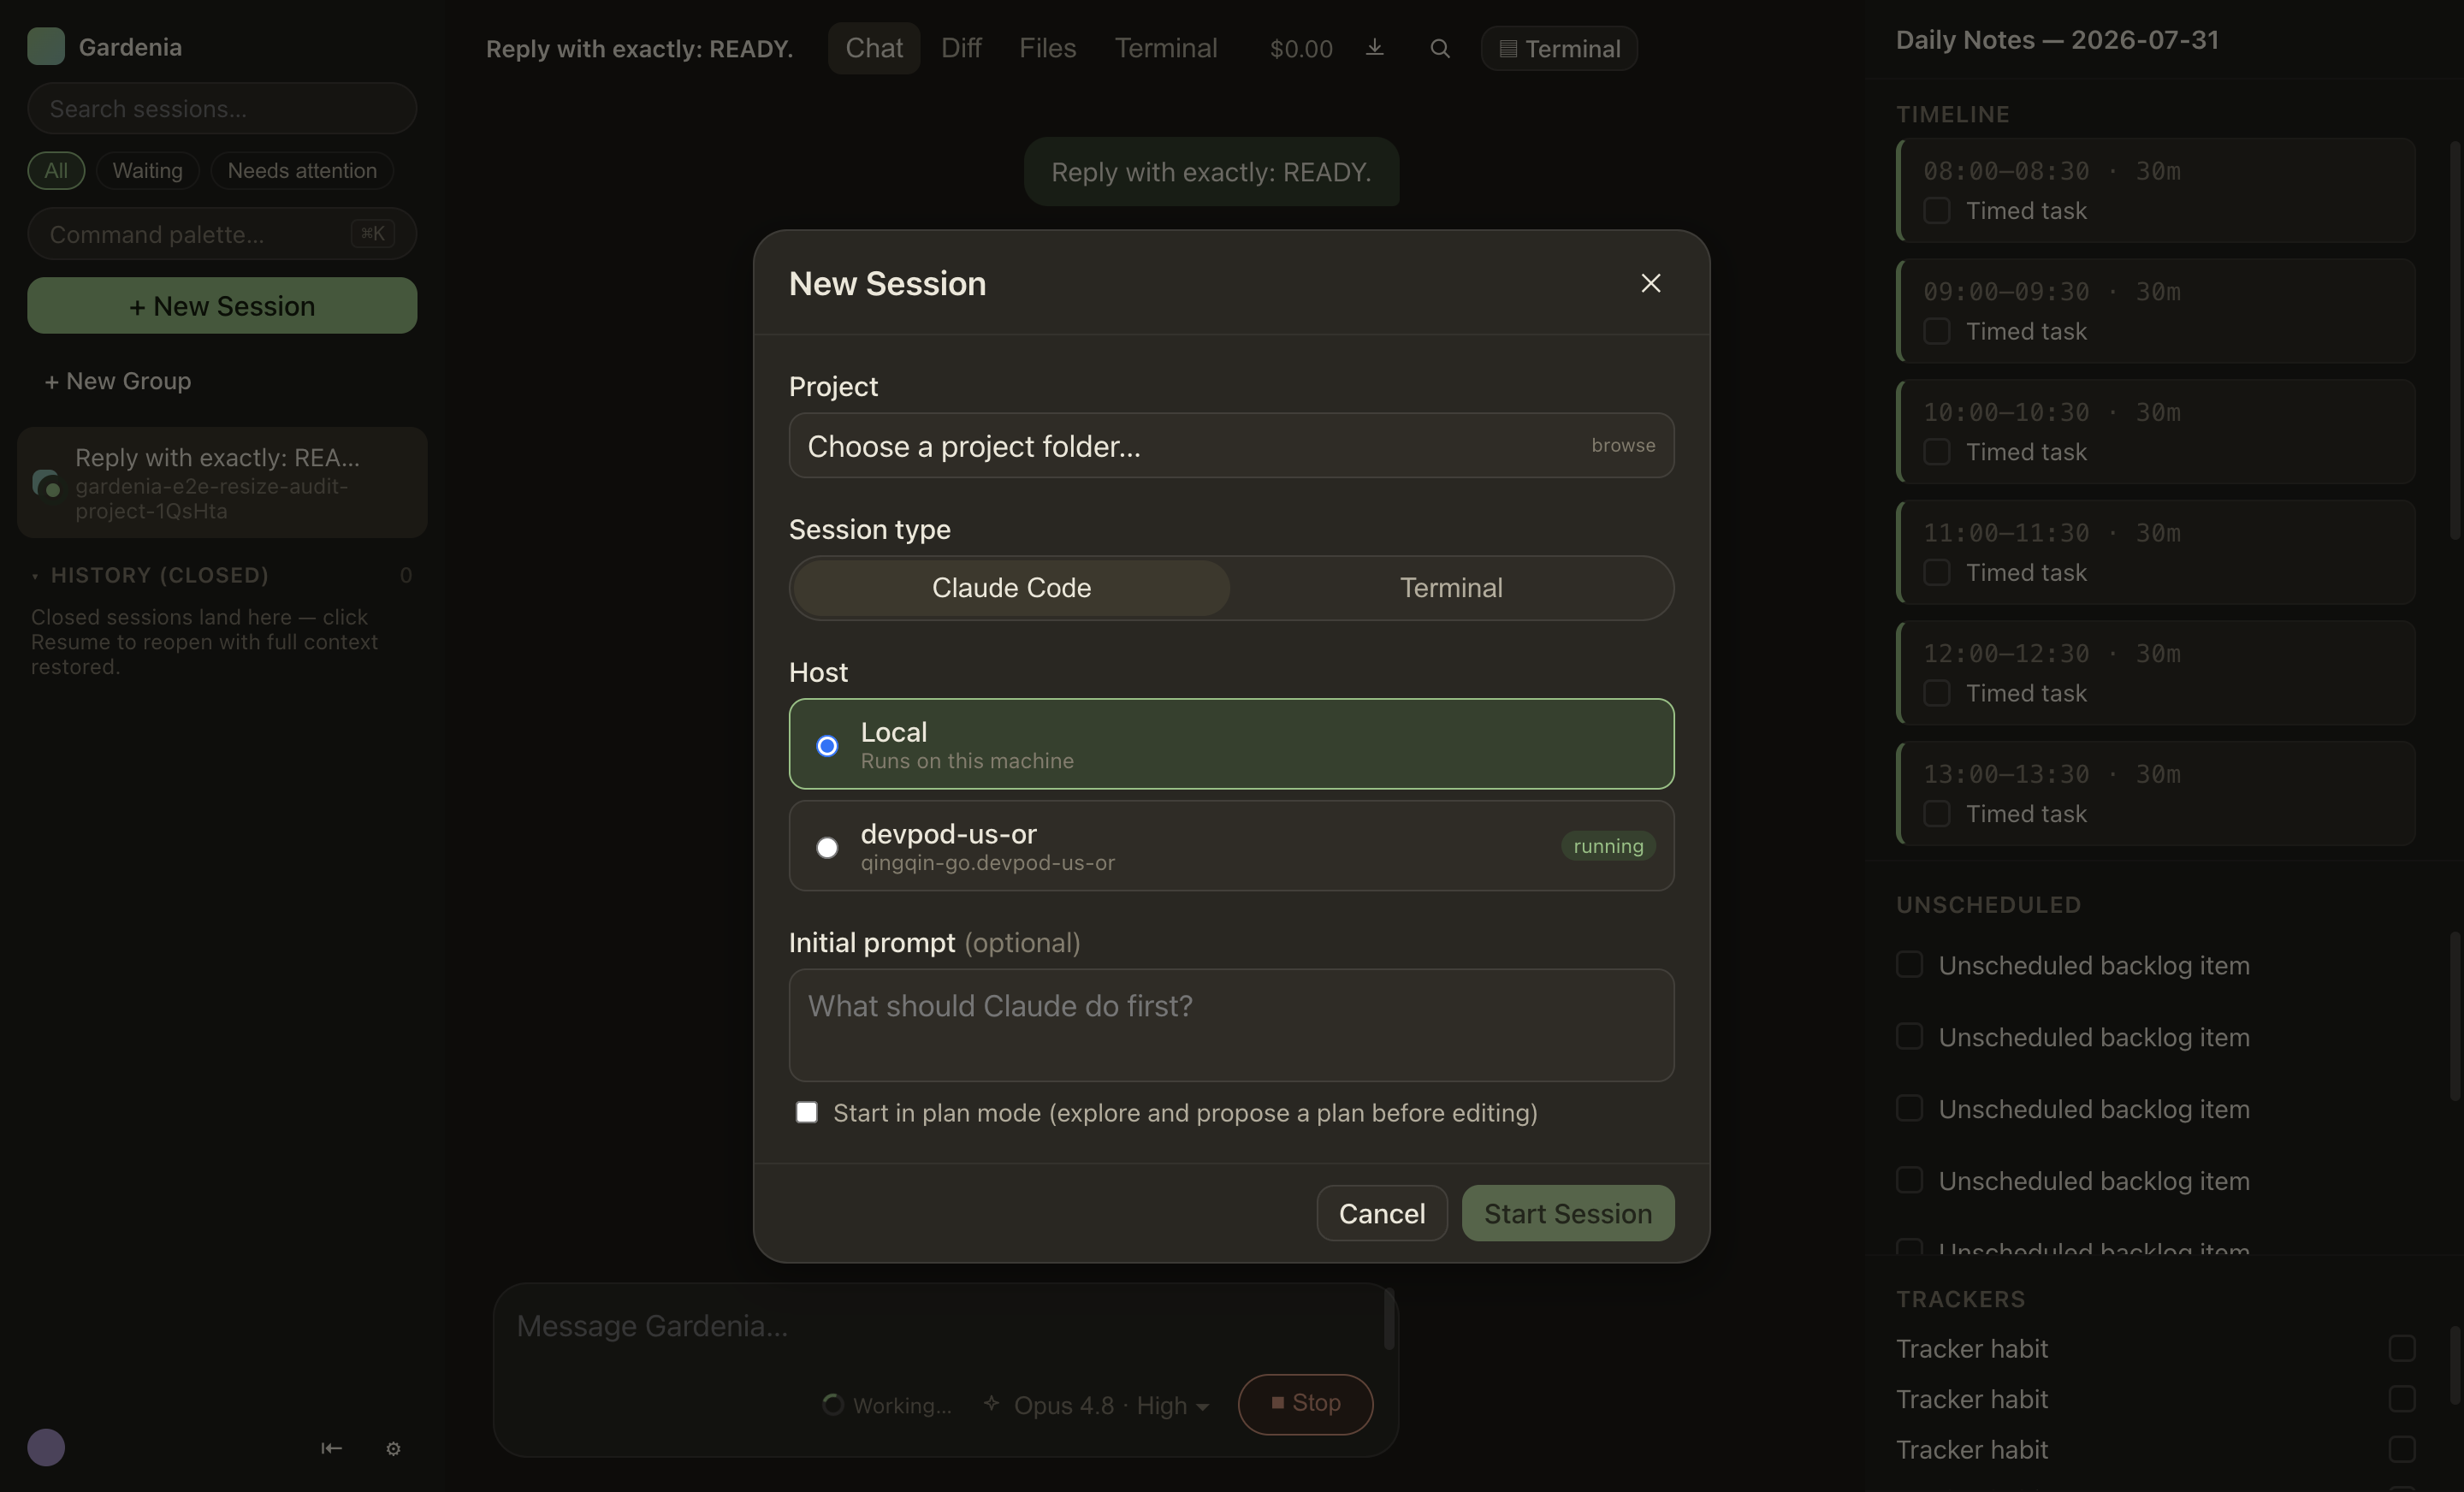 Gardenia
Search sessions...
All
Waiting
Needs attention
Command palette...
⌘K
+ New Session
+ New Group
Reply with exactly: REA...
gardenia-e2e-resize-audit-
project-1QsHta
HISTORY (CLOSED)
0
Closed sessions land here — click
Resume to reopen with full context
restored.
Reply with exactly: READY.
Chat
Diff
Files
Terminal
$0.00
Terminal
Reply with exactly: READY.
New Session
Project
Choose a project folder...
browse
Session type
Claude Code
Terminal
Host
Local
Runs on this machine
devpod-us-or
qingqin-go.devpod-us-or
running
Initial prompt (optional)
What should Claude do first?
Start in plan mode (explore and propose a plan before editing)
Cancel
Start Session
Message Gardenia...
Working...
Opus 4.8 · High
Stop
Daily Notes — 2026-07-31
TIMELINE
08:00–08:30 · 30m
Timed task
09:00–09:30 · 30m
Timed task
10:00–10:30 · 30m
Timed task
11:00–11:30 · 30m
Timed task
12:00–12:30 · 30m
Timed task
13:00–13:30 · 30m
Timed task
UNSCHEDULED
Unscheduled backlog item
Unscheduled backlog item
Unscheduled backlog item
Unscheduled backlog item
Unscheduled backlog item
TRACKERS
Tracker habit
Tracker habit
Tracker habit